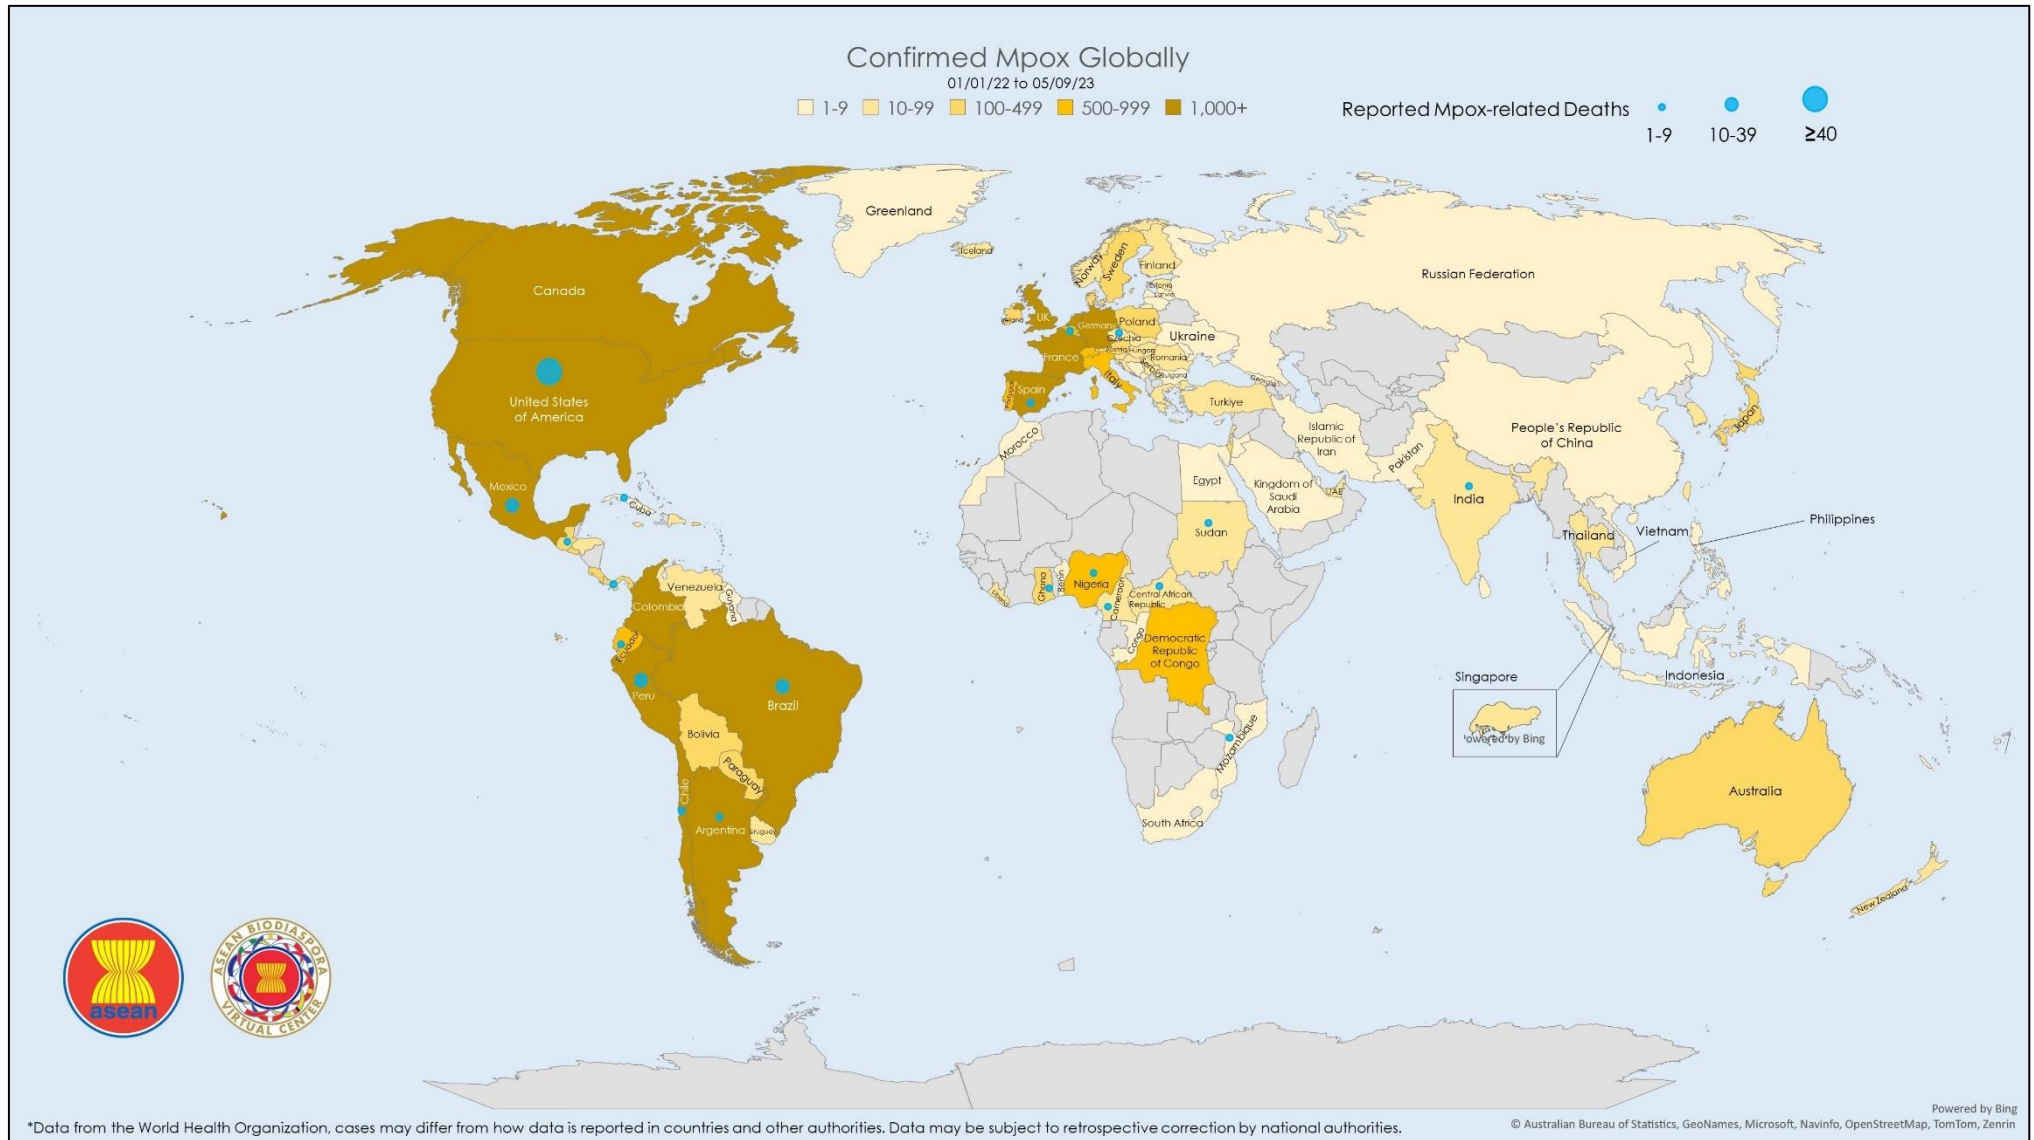 Confirmed Mpox Globally
01/01/22 to 05/09/23
1-9
10-99
100-499
500-999
1,000+
Reported Mpox-related Deaths
1-9
10-39
≥40
Greenland
Iceland
Norway
Sweden
Finland
Russian Federation
Canada
UK
Germany
Poland
Czechia
Ukraine
France
Romania
Serbia
Bulgaria
Italy
Spain
Georgia
Turkiye
United States
of America
Islamic
Republic of
Iran
People's Republic
of China
Japan
Pakistan
Morocco
Egypt
Kingdom of
Saudi
Arabia
UAE
India
Mexico
Cuba
Sudan
Thailand
Vietnam
Philippines
Venezuela
Guyana
Colombia
Ecuador
Liberia
Ghana
Benin
Nigeria
Cameroon
Central African
Republic
Congo
Democratic
Republic
of Congo
Peru
Brazil
Singapore
Indonesia
Powered by Bing
Bolivia
Paraguay
Mozambique
Chile
Argentina
Uruguay
South Africa
Australia
New Zealand
asean
ASEAN BIODIASPORA
VIRTUAL CENTER
Powered by Bing
*Data from the World Health Organization, cases may differ from how data is reported in countries and other authorities. Data may be subject to retrospective correction by national authorities.
© Australian Bureau of Statistics, GeoNames, Microsoft, Navinfo, OpenStreetMap, TomTom, Zenrin